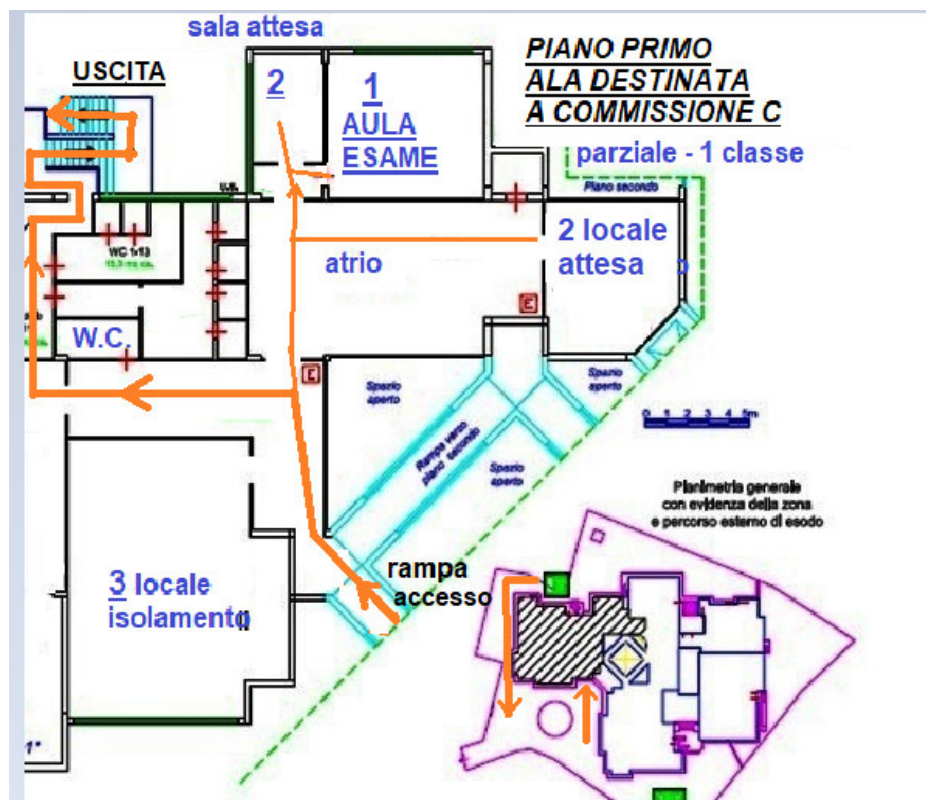 sala attesa
USCITA
PIANO PRIMO
ALA DESTINATA
A COMMISSIONE C
2
1
AULA
ESAME
parziale - 1 classe
Piano secondo
2 locale
attesa
atrio
W.C.
E
E
Spazio
aperto
Spazio
aperto
Spazio
aperto
Rampa verso
piano secondo
0 1 2 3 4 5m
Planimetria generale
con evidenza della zona
e percorso esterno di esodo
rampa
accesso
3 locale
isolamento
1°